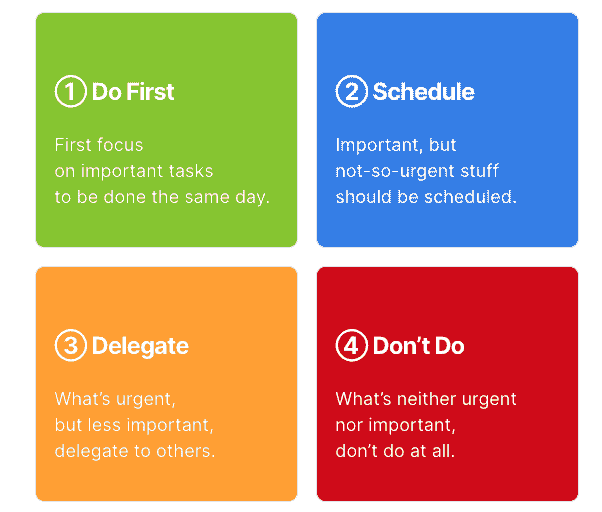 ① Do First
First focus
on important tasks
to be done the same day.
② Schedule
Important, but
not-so-urgent stuff
should be scheduled.
③ Delegate
What’s urgent,
but less important,
delegate to others.
④ Don’t Do
What’s neither urgent
nor important,
don’t do at all.